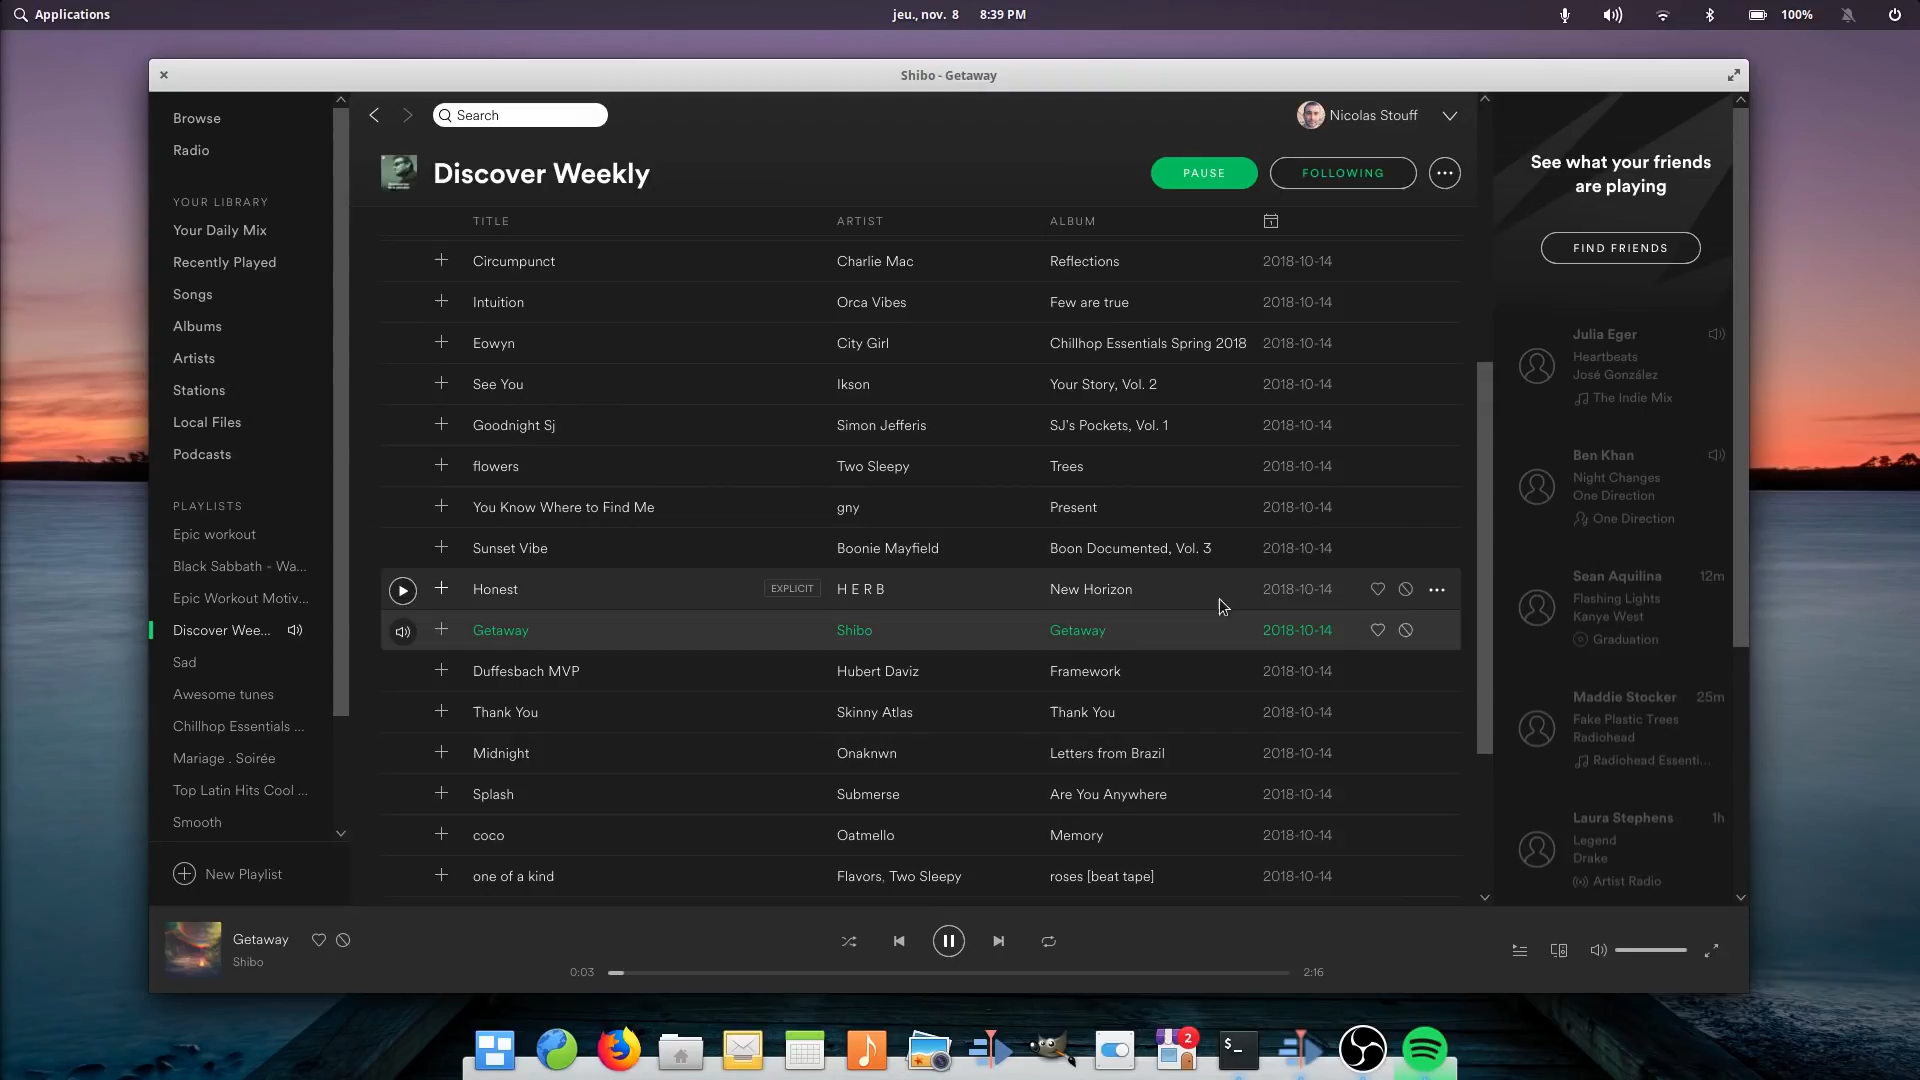 Applications
jeu., nov. 8 8:39 PM
100%
Shibo - Getaway
Browse
Radio
YOUR LIBRARY
Your Daily Mix
Recently Played
Songs
Albums
Artists
Stations
Local Files
Podcasts
PLAYLISTS
Epic workout
Black Sabbath - Wa...
Epic Workout Motiv...
Discover Wee...
Sad
Awesome tunes
Chillhop Essentials ...
Mariage . Soirée
Top Latin Hits Cool ...
Smooth
New Playlist
Search
Nicolas Stouff
Discover Weekly
PAUSE
FOLLOWING
TITLE ARTIST ALBUM
Circumpunct Charlie Mac Reflections 2018-10-14
Intuition Orca Vibes Few are true 2018-10-14
Eowyn City Girl Chillhop Essentials Spring 2018 2018-10-14
See You Ikson Your Story, Vol. 2 2018-10-14
Goodnight Sj Simon Jefferis SJ's Pockets, Vol. 1 2018-10-14
flowers Two Sleepy Trees 2018-10-14
You Know Where to Find Me gny Present 2018-10-14
Sunset Vibe Boonie Mayfield Boon Documented, Vol. 3 2018-10-14
Honest EXPLICIT H E R B New Horizon 2018-10-14
Getaway Shibo Getaway 2018-10-14
Duffesbach MVP Hubert Daviz Framework 2018-10-14
Thank You Skinny Atlas Thank You 2018-10-14
Midnight Onaknwn Letters from Brazil 2018-10-14
Splash Submerse Are You Anywhere 2018-10-14
coco Oatmello Memory 2018-10-14
one of a kind Flavors, Two Sleepy roses [beat tape] 2018-10-14
See what your friends
are playing
FIND FRIENDS
Julia Eger
Heartbeats
José González
The Indie Mix
Ben Khan
Night Changes
One Direction
One Direction
Sean Aquilina 12m
Flashing Lights
Kanye West
Graduation
Maddie Stocker 25m
Fake Plastic Trees
Radiohead
Radiohead Essenti...
Laura Stephens 1h
Legend
Drake
Artist Radio
Getaway
Shibo
0:03
2:16
2
$_